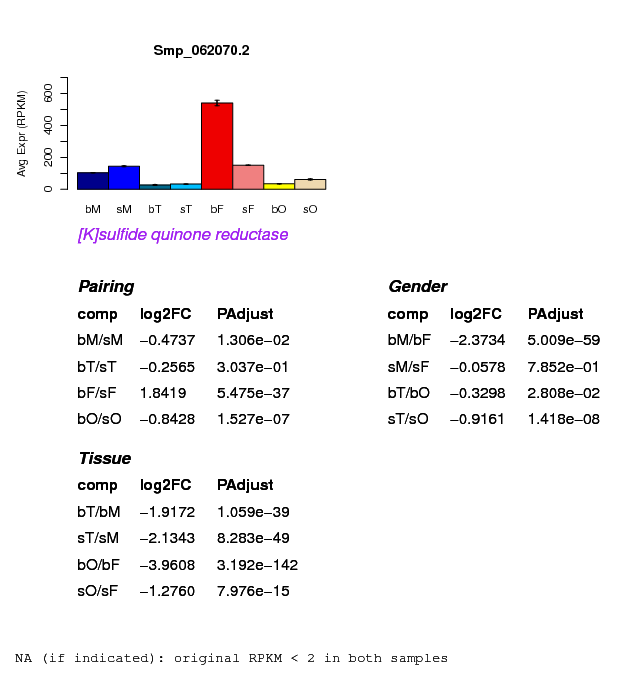 Smp_062070.2
Avg Expr (RPKM)
0 200 400 600
bM sM bT sT bF sF bO sO
[K]sulfide quinone reductase
Pairing
comp log2FC PAdjust
bM/sM −0.4737 1.306e−02
bT/sT −0.2565 3.037e−01
bF/sF 1.8419 5.475e−37
bO/sO −0.8428 1.527e−07
Gender
comp log2FC PAdjust
bM/bF −2.3734 5.009e−59
sM/sF −0.0578 7.852e−01
bT/bO −0.3298 2.808e−02
sT/sO −0.9161 1.418e−08
Tissue
comp log2FC PAdjust
bT/bM −1.9172 1.059e−39
sT/sM −2.1343 8.283e−49
bO/bF −3.9608 3.192e−142
sO/sF −1.2760 7.976e−15
NA (if indicated): original RPKM < 2 in both samples